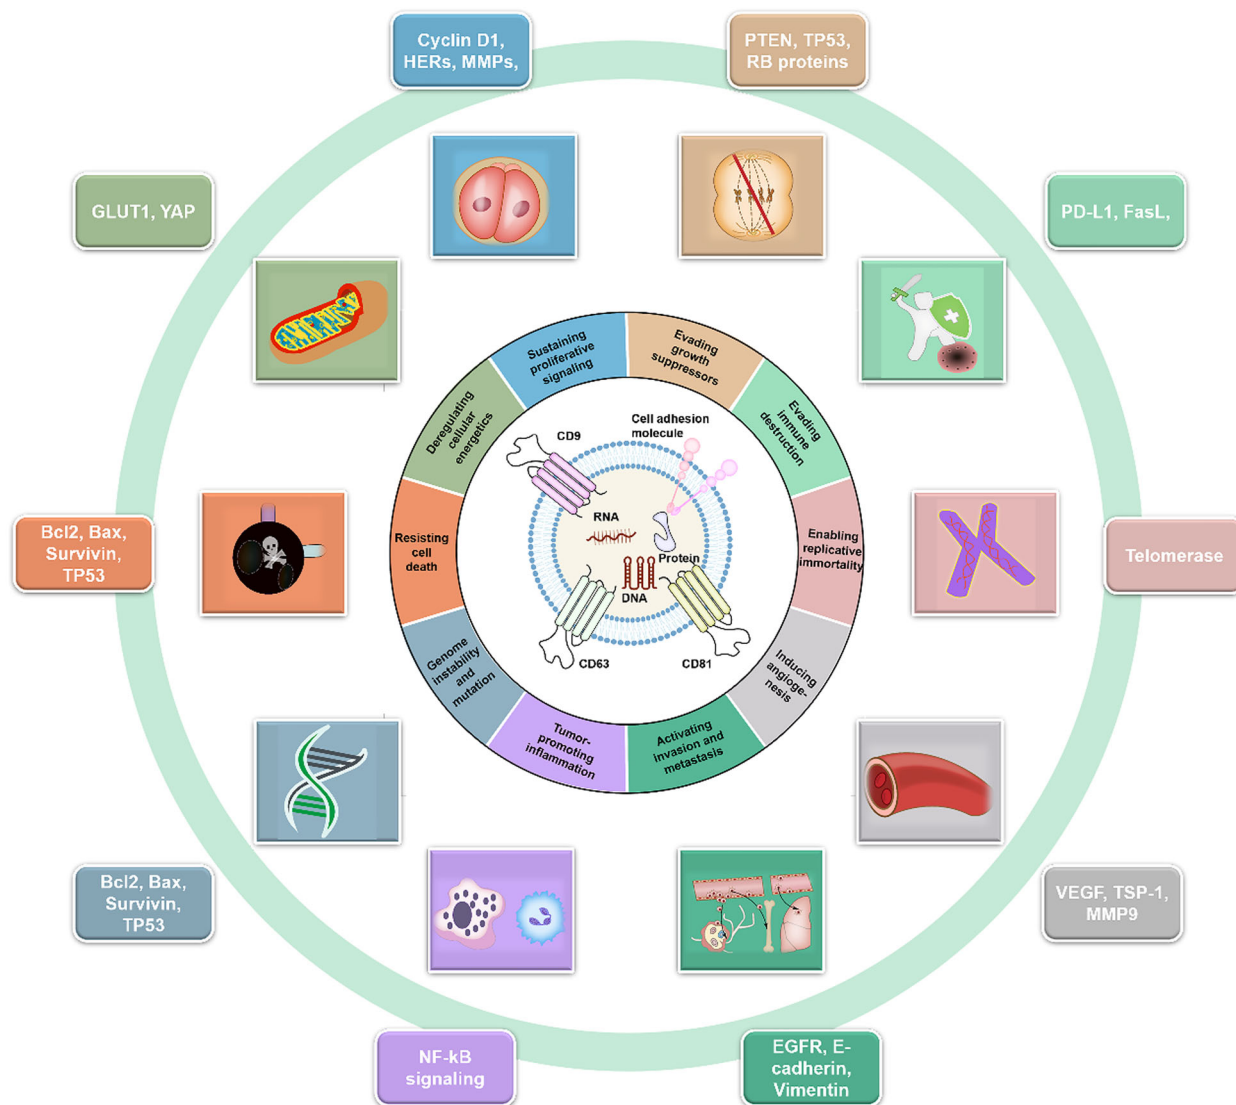 Cyclin D1,
HERs, MMPs,
PTEN, TP53,
RB proteins
GLUT1, YAP
PD-L1, FasL,
Sustaining
proliferative
signaling
Evading
growth
suppressors
Deregulating
cellular
energetics
Evading
immune
destruction
CD9
Cell adhesion
molecule
RNA
Protein
DNA
CD63
CD81
Resisting
cell
death
Enabling
replicative
immortality
Bcl2, Bax,
Survivin,
TP53
Telomerase
Genome
instability
and
mutation
Inducing
angioge-
nesis
Tumor-
promoting
inflammation
Activating
invasion and
metastasis
Bcl2, Bax,
Survivin,
TP53
VEGF, TSP-1,
MMP9
NF-kB
signaling
EGFR, E-
cadherin,
Vimentin